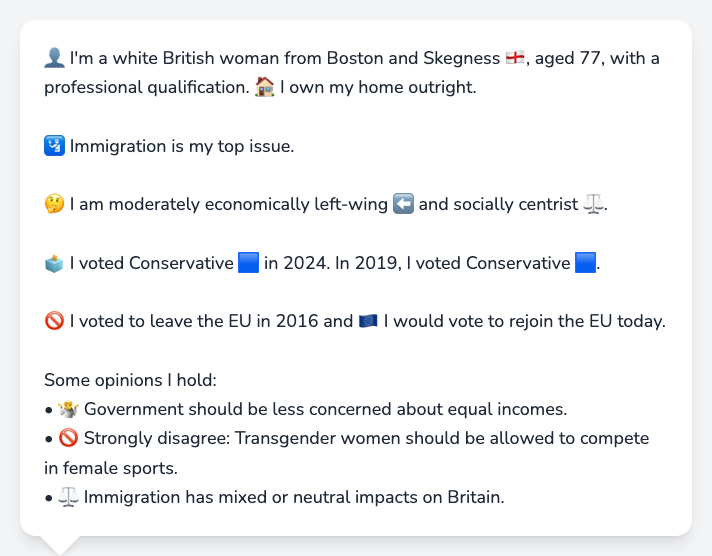 👤 I'm a white British woman from Boston and Skegness 🏴󠁧󠁢󠁥󠁮󠁧󠁿, aged 77, with a
professional qualification. 🏠 I own my home outright.
🛂 Immigration is my top issue.
🤔 I am moderately economically left-wing ⬅️ and socially centrist ⚖️.
🗳️ I voted Conservative 🟦 in 2024. In 2019, I voted Conservative 🟦.
🚫 I voted to leave the EU in 2016 and 🇪🇺 I would vote to rejoin the EU today.
Some opinions I hold:
• 🤷 Government should be less concerned about equal incomes.
• 🚫 Strongly disagree: Transgender women should be allowed to compete
in female sports.
• ⚖️ Immigration has mixed or neutral impacts on Britain.